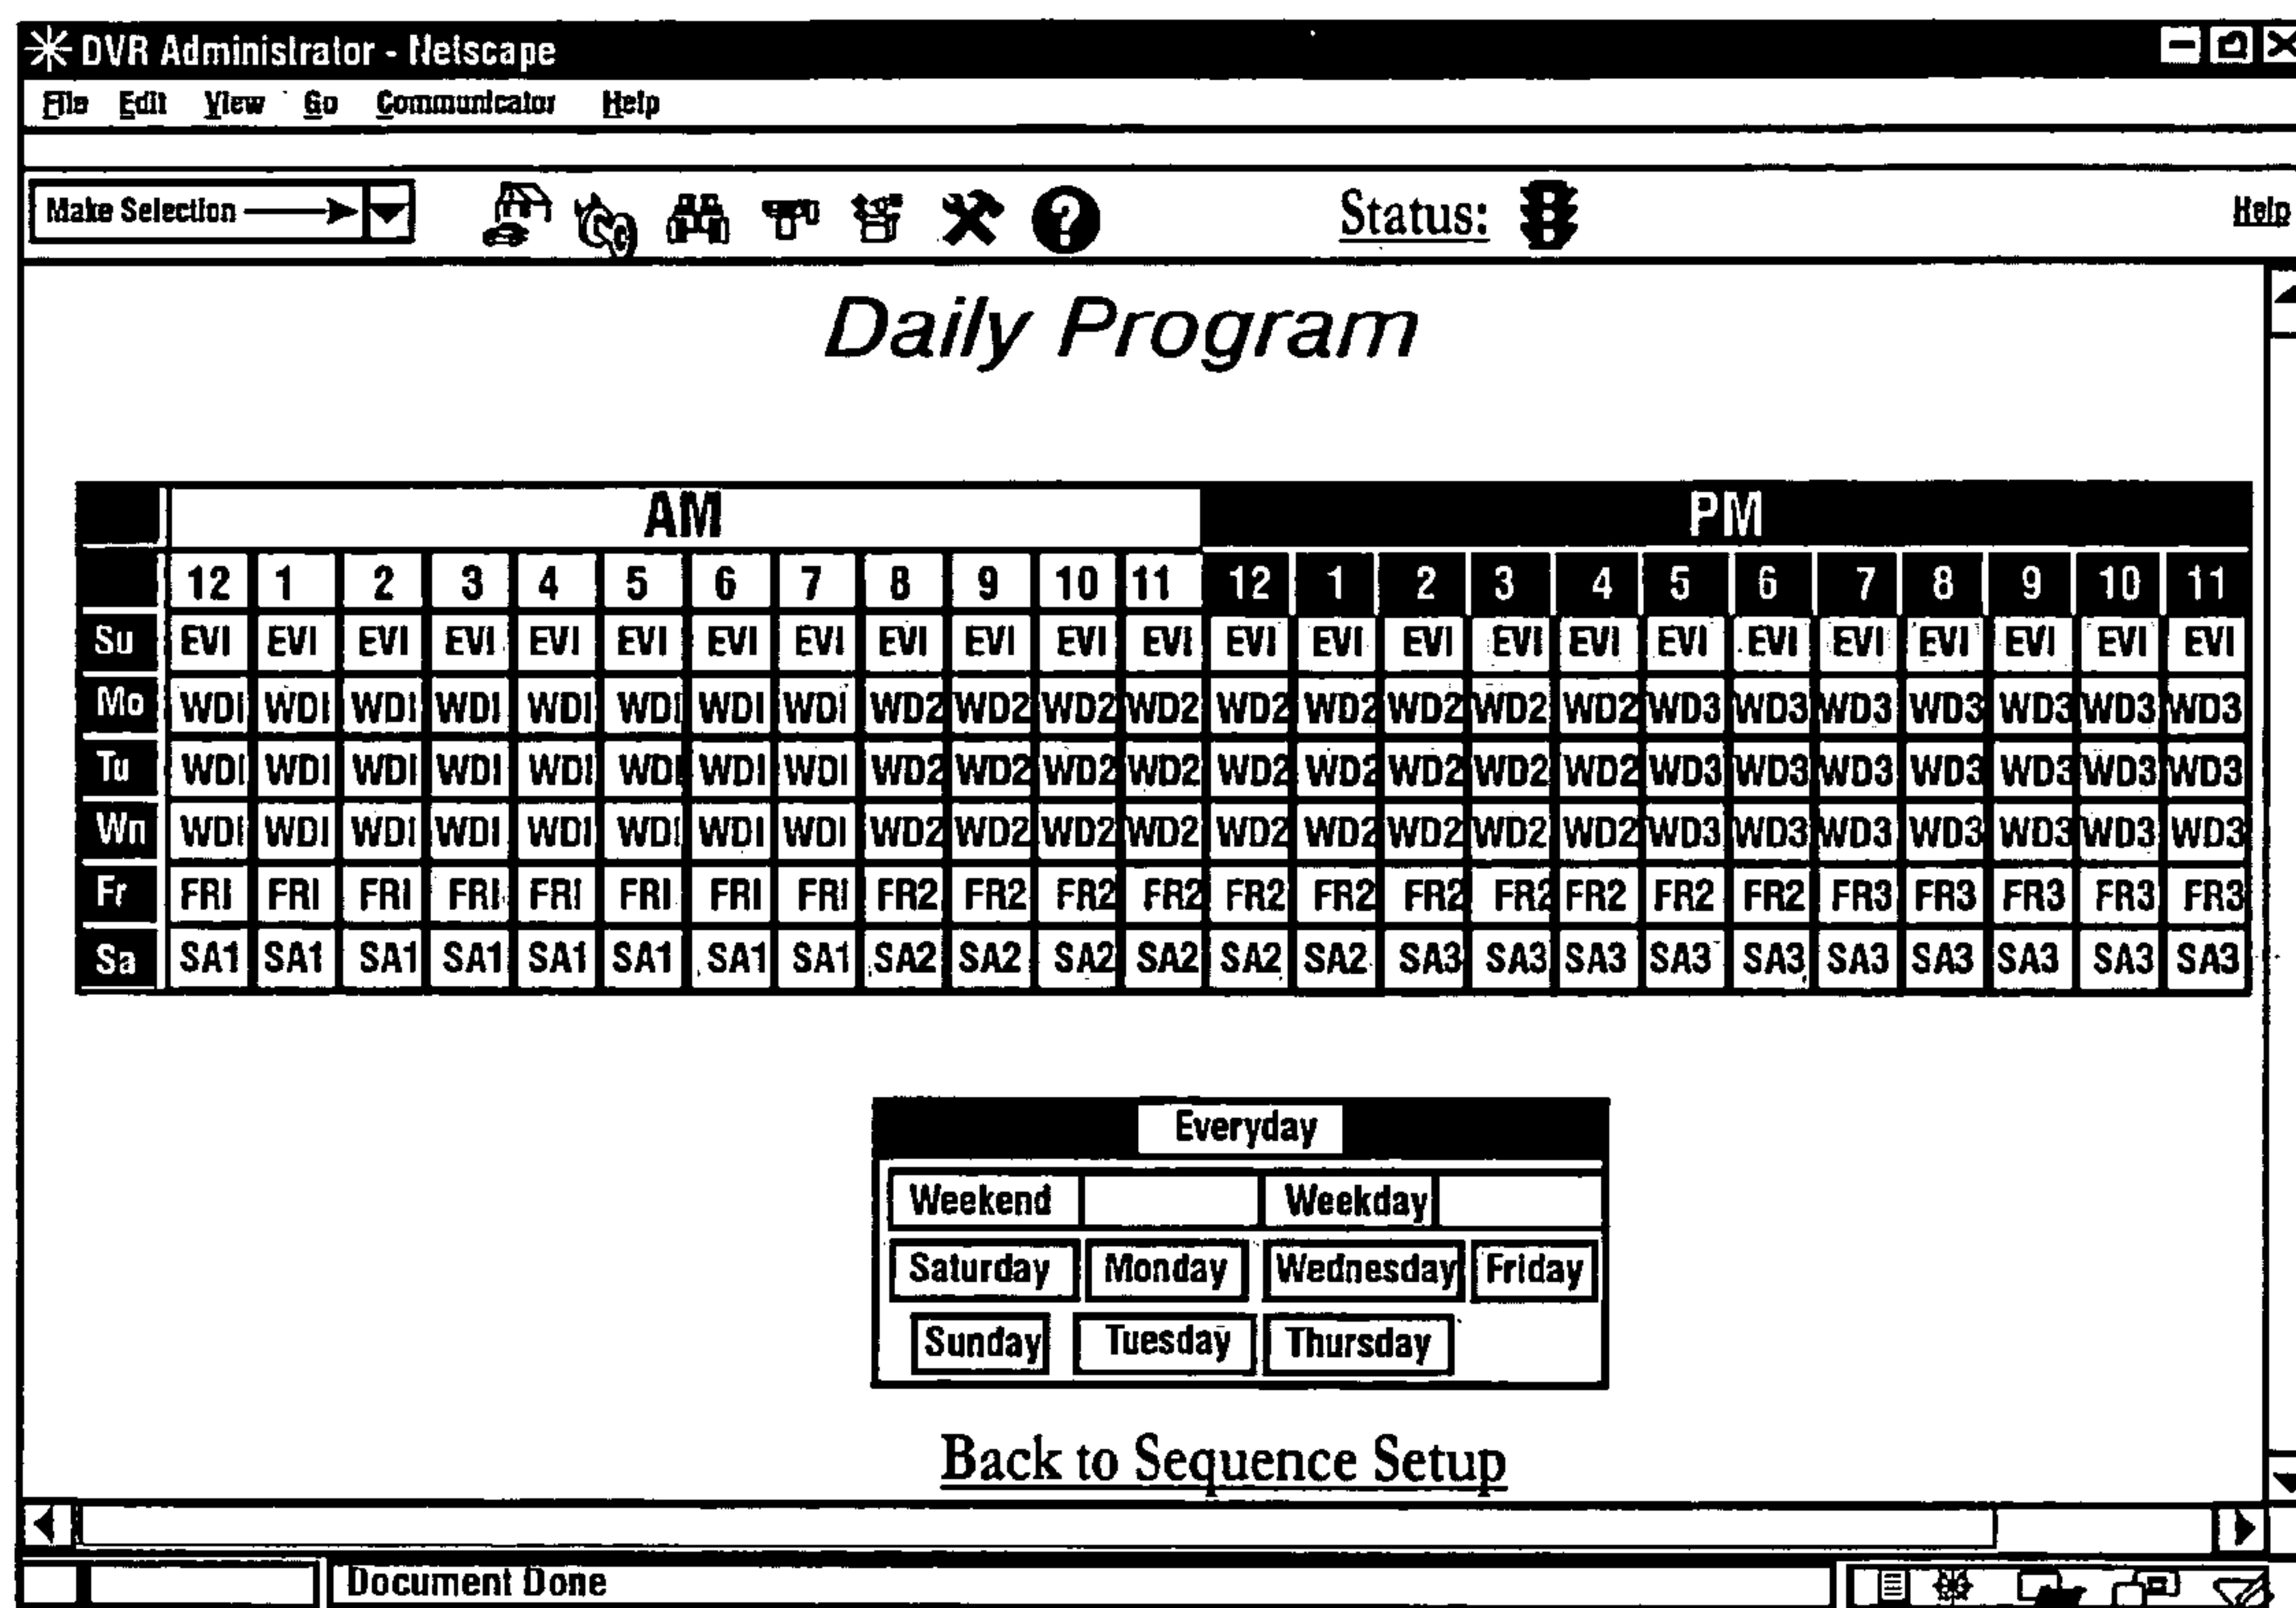 DVR Administrator - Netscape
File Edit View Go Communicator Help
Make Selection Status: Help
Daily Program
AM PM
12 1 2 3 4 5 6 7 8 9 10 11 12 1 2 3 4 5 6 7 8 9 10 11
Su EVI EVI EVI EVI EVI EVI EVI EVI EVI EVI EVI EVI EVI EVI EVI EVI EVI EVI EVI EVI EVI EVI EVI EVI
Mo WDI WDI WDI WDI WDI WDI WDI WDI WD2 WD2 WD2 WD2 WD2 WD2 WD2 WD2 WD2 WD3 WD3 WD3 WD3 WD3 WD3 WD3
Tu WDI WDI WDI WDI WDI WDI WDI WDI WD2 WD2 WD2 WD2 WD2 WD2 WD2 WD2 WD2 WD3 WD3 WD3 WD3 WD3 WD3 WD3
Wn WDI WDI WDI WDI WDI WDI WDI WDI WD2 WD2 WD2 WD2 WD2 WD2 WD2 WD2 WD2 WD3 WD3 WD3 WD3 WD3 WD3 WD3
Fr FRI FRI FRI FRI FRI FRI FRI FRI FR2 FR2 FR2 FR2 FR2 FR2 FR2 FR2 FR2 FR2 FR2 FR3 FR3 FR3 FR3 FR3
Sa SA1 SA1 SA1 SA1 SA1 SA1 SA1 SA1 SA2 SA2 SA2 SA2 SA2 SA2 SA3 SA3 SA3 SA3 SA3 SA3 SA3 SA3 SA3 SA3
Everyday
Weekend Weekday
Saturday Monday Wednesday Friday
Sunday Tuesday Thursday
Back to Sequence Setup
Document Done